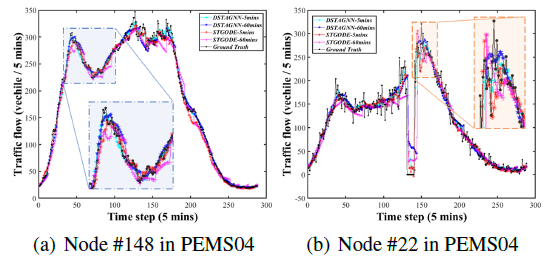 a
350
300
250
200
150
100
50
0
0 50 100 150 200 250 300
Traffic flow (vechile / 5 mins)
Time step (5 mins)
DSTAGNN-5mins
DSTAGNN-60mins
STGODE-5mins
STGODE-60mins
Ground Truth
(a) Node #148 in PEMS04
b
350
300
250
200
150
100
50
0
-50
0 50 100 150 200 250 300
Traffic flow (vechile / 5 mins)
Time step (5 mins)
DSTAGNN-5mins
DSTAGNN-60mins
STGODE-5mins
STGODE-60mins
Ground Truth
(b) Node #22 in PEMS04